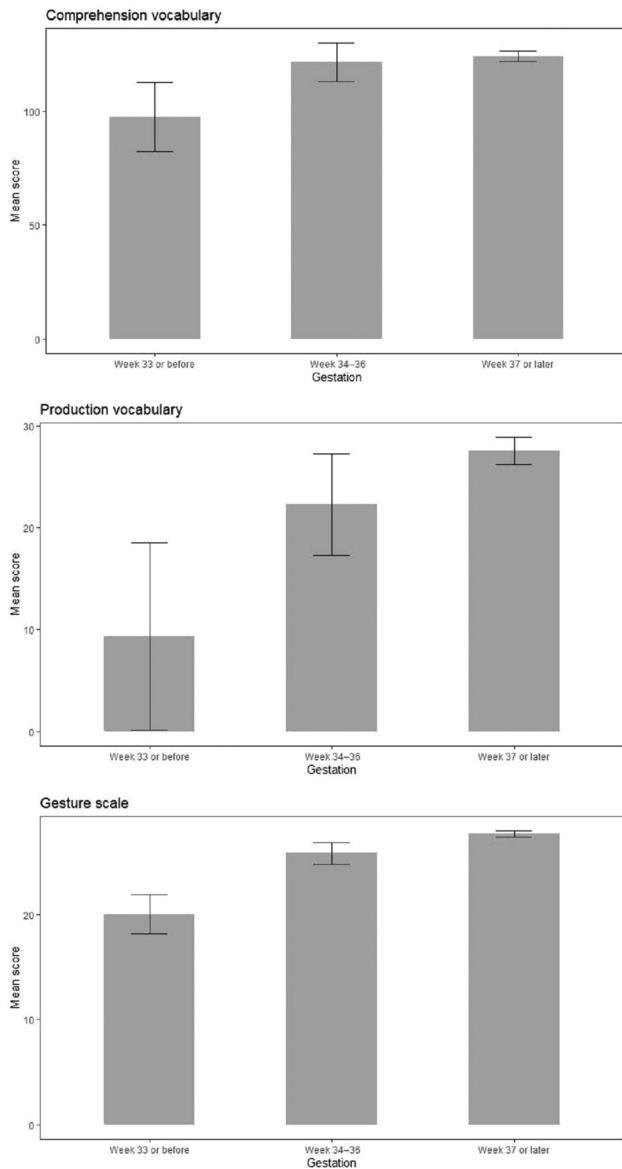 Comprehension vocabulary
Mean score
100
50
0
Week 33 or before
Week 34–36
Week 37 or later
Gestation
Production vocabulary
Mean score
30
20
10
0
Week 33 or before
Week 34–36
Week 37 or later
Gestation
Gesture scale
Mean score
20
10
0
Week 33 or before
Week 34–36
Week 37 or later
Gestation